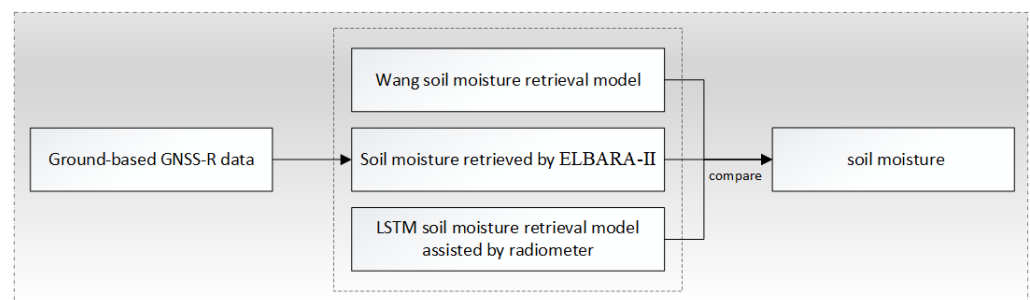 Wang soil moisture retrieval model
Ground-based GNSS-R data
Soil moisture retrieved by ELBARA-II
soil moisture
compare
LSTM soil moisture retrieval model
assisted by radiometer